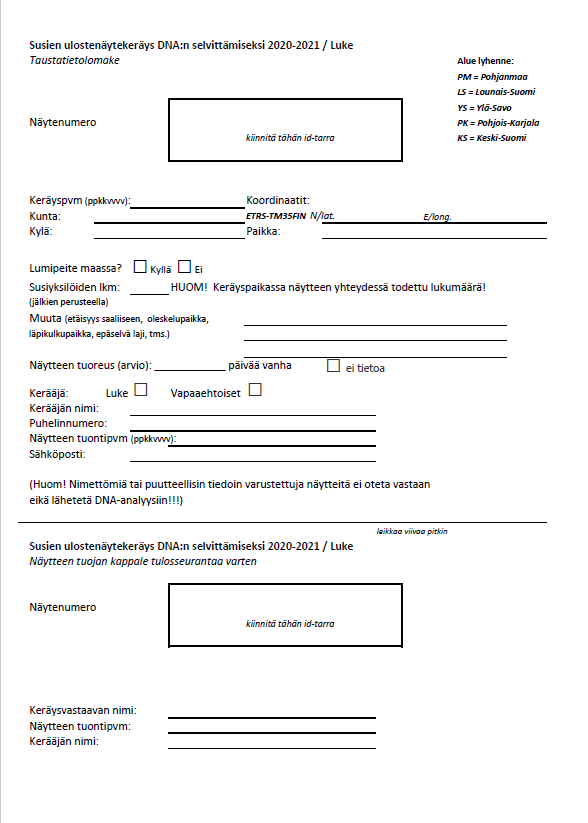 Susien ulostenäytekeräys DNA:n selvittämiseksi 2020-2021 / Luke
Taustatietolomake
Alue lyhenne:
PM = Pohjanmaa
LS = Lounais-Suomi
YS = Ylä-Savo
PK = Pohjois-Karjala
KS = Keski-Suomi
Näytenumero
kiinnitä tähän id-tarra
Keräyspvm (ppkkvvvv): Koordinaatit:
Kunta: ETRS-TM35FIN N/lat. E/long.
Kylä: Paikka:
Lumipeite maassa? Kyllä Ei
Susiyksilöiden lkm: HUOM! Keräyspaikassa näytteen yhteydessä todettu lukumäärä!
(jälkien perusteella)
Muuta (etäisyys saaliiseen, oleskelupaikka,
läpikulkupaikka, epäselvä laji, tms.)
Näytteen tuoreus (arvio): päivää vanha ei tietoa
Kerääjä: Luke Vapaaehtoiset
Kerääjän nimi:
Puhelinnumero:
Näytteen tuontipvm (ppkkvvvv):
Sähköposti:
(Huom! Nimettömiä tai puutteellisin tiedoin varustettuja näytteitä ei oteta vastaan
eikä lähetetä DNA-analyysiin!!!)
leikkaa viivaa pitkin
Susien ulostenäytekeräys DNA:n selvittämiseksi 2020-2021 / Luke
Näytteen tuojan kappale tulosseurantaa varten
Näytenumero
kiinnitä tähän id-tarra
Keräysvastaavan nimi:
Näytteen tuontipvm:
Kerääjän nimi: